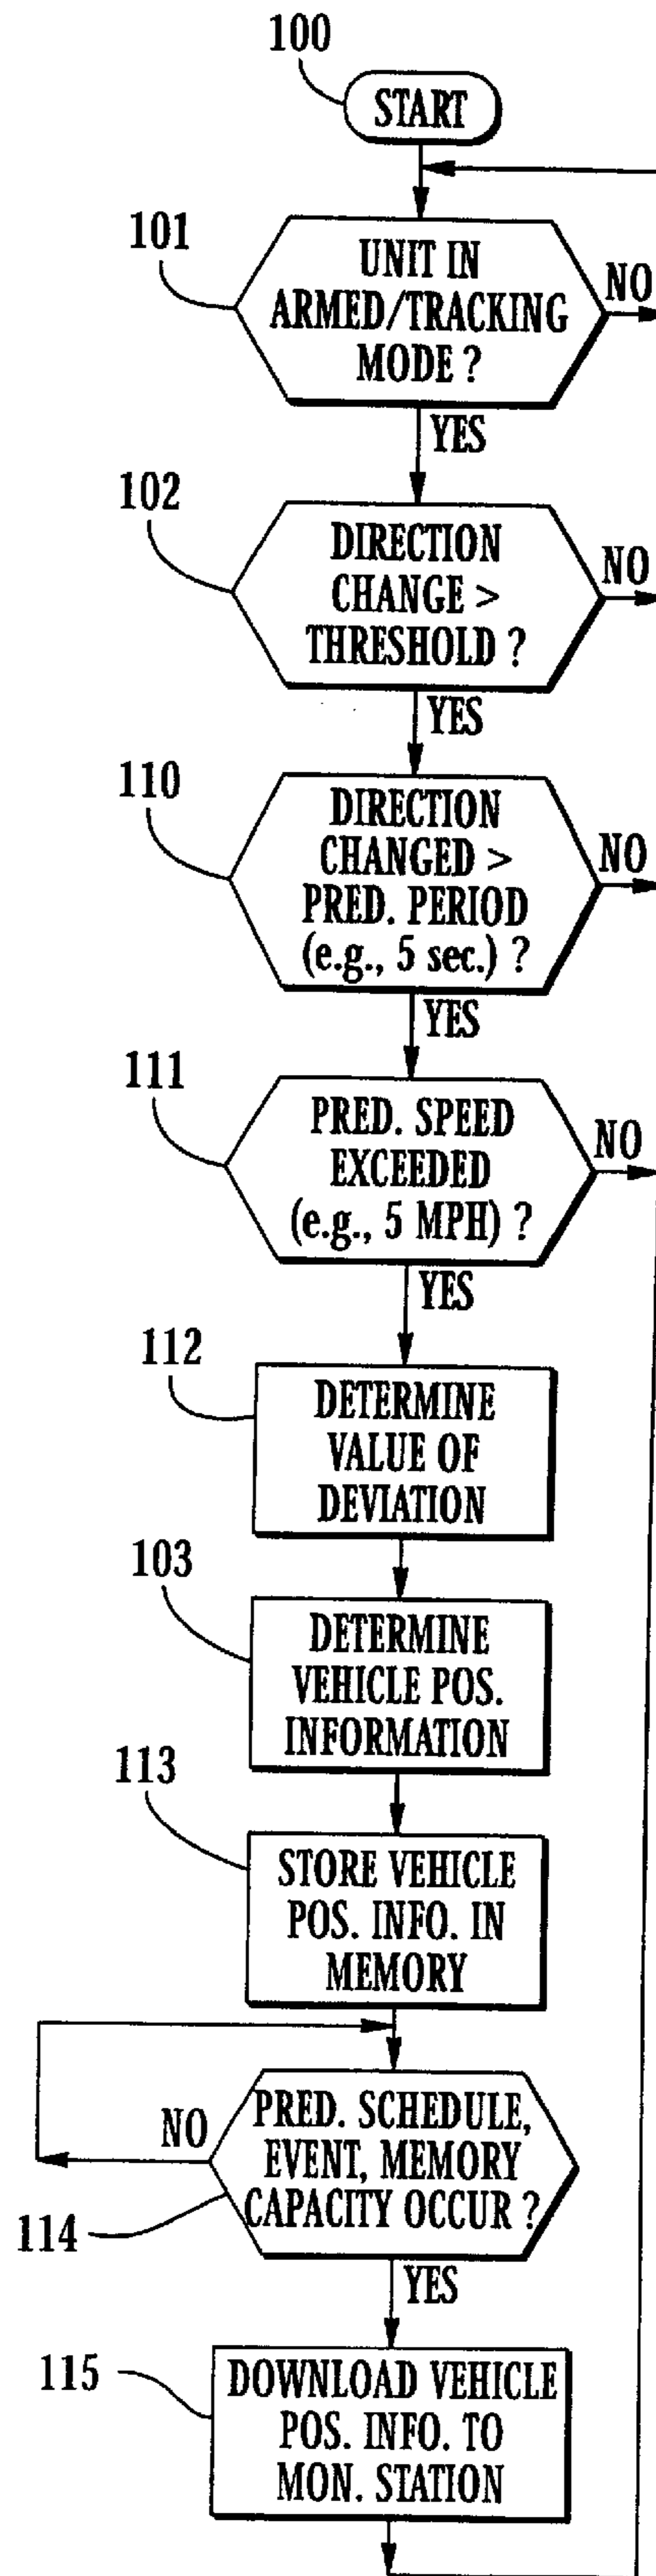 100
START
101
UNIT IN
ARMED/TRACKING
MODE ?
NO
YES
102
DIRECTION
CHANGE >
THRESHOLD ?
NO
YES
110
DIRECTION
CHANGED >
PRED. PERIOD
(e.g., 5 sec.) ?
NO
YES
111
PRED. SPEED
EXCEEDED
(e.g., 5 MPH) ?
NO
YES
112
DETERMINE
VALUE OF
DEVIATION
103
DETERMINE
VEHICLE POS.
INFORMATION
113
STORE VEHICLE
POS. INFO. IN
MEMORY
NO
PRED. SCHEDULE,
EVENT, MEMORY
CAPACITY OCCUR ?
114
YES
115
DOWNLOAD VEHICLE
POS. INFO. TO
MON. STATION